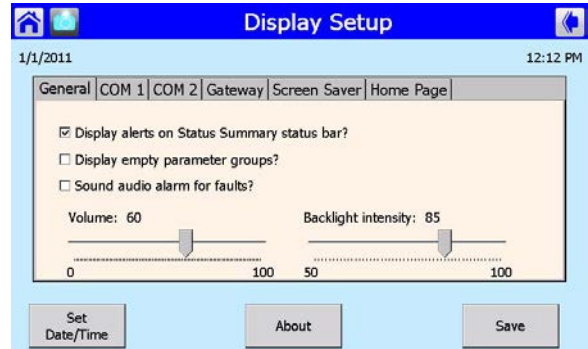 Display Setup
1/1/2011 12:12 PM
General COM 1 COM 2 Gateway Screen Saver Home Page
Display alerts on Status Summary status bar?
Display empty parameter groups?
Sound audio alarm for faults?
Volume: 60 Backlight intensity: 85
0 100 50 100
Set
Date/Time
About
Save